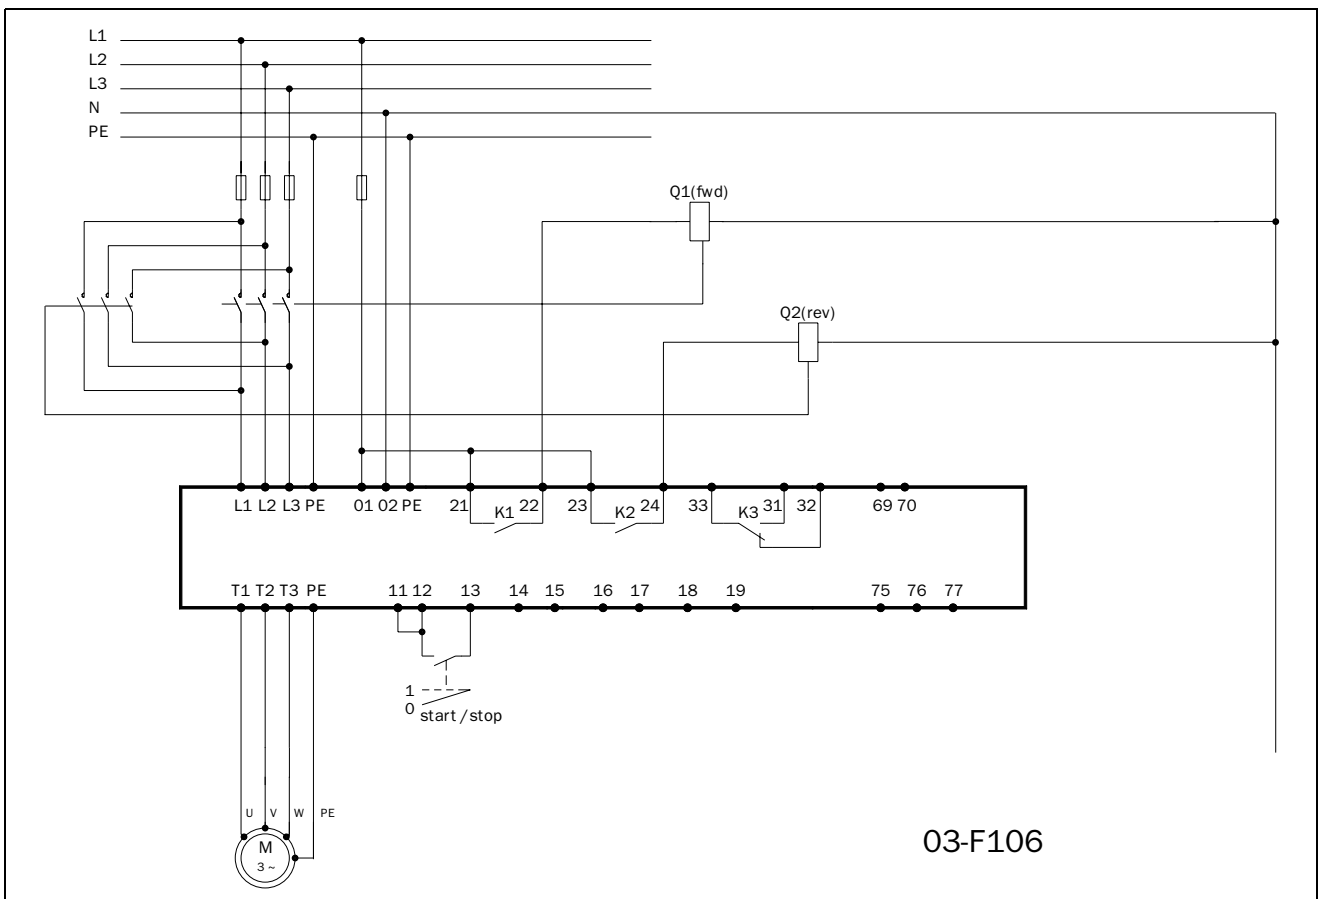 L1
L2
L3
N
PE
Q1(fwd)
Q2(rev)
L1 L2 L3 PE 01 02 PE 21 K1 22 23 K2 24 33 K3 31 32 69 70
T1 T2 T3 PE 11 12 13 14 15 16 17 18 19 75 76 77
1
0 start/stop
U V W PE
M
3 ~
03-F106